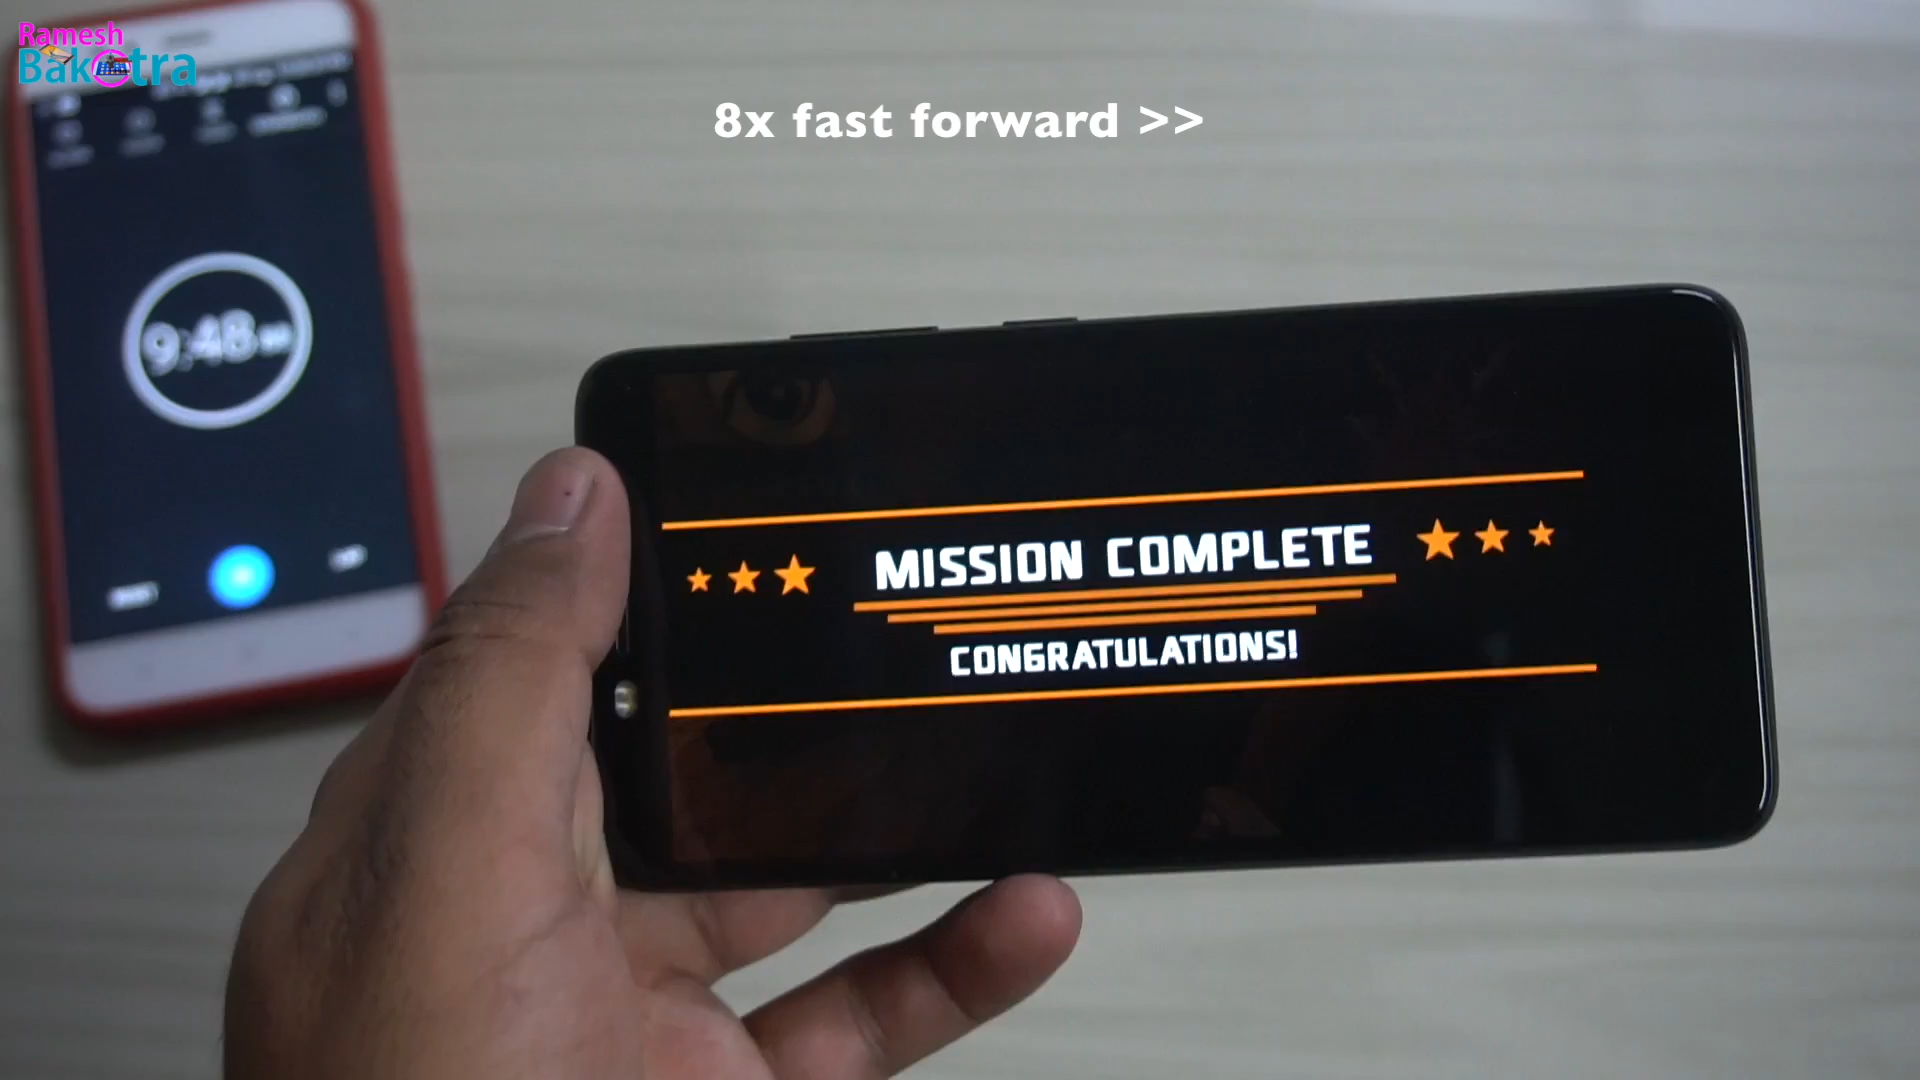 Ramesh
Bakotra
8x fast forward >>
9:48
MISSION COMPLETE
CONGRATULATIONS!